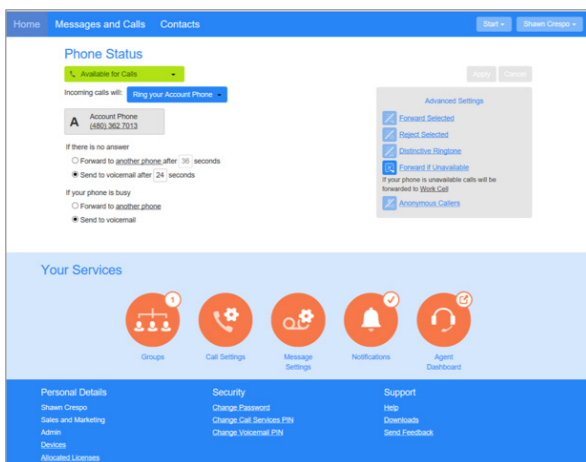 Home Messages and Calls Contacts Start Shawn Crespo
Phone Status
Available for Calls
Apply Cancel
Incoming calls will: Ring your Account Phone
A Account Phone
(480) 362 7013
If there is no answer
Forward to another phone after 36 seconds
Send to voicemail after 24 seconds
If your phone is busy
Forward to another phone
Send to voicemail
Advanced Settings
Forward Selected
Reject Selected
Distinctive Ringtone
Forward if Unavailable
If your phone is unavailable calls will be
forwarded to Work Cell
Anonymous Callers
Your Services
1
Groups
Call Settings
Message
Settings
Notifications
Agent
Dashboard
Personal Details
Shawn Crespo
Sales and Marketing
Admin
Devices
Allocated Licenses
Security
Change Password
Change Call Services PIN
Change Voicemail PIN
Support
Help
Downloads
Send Feedback